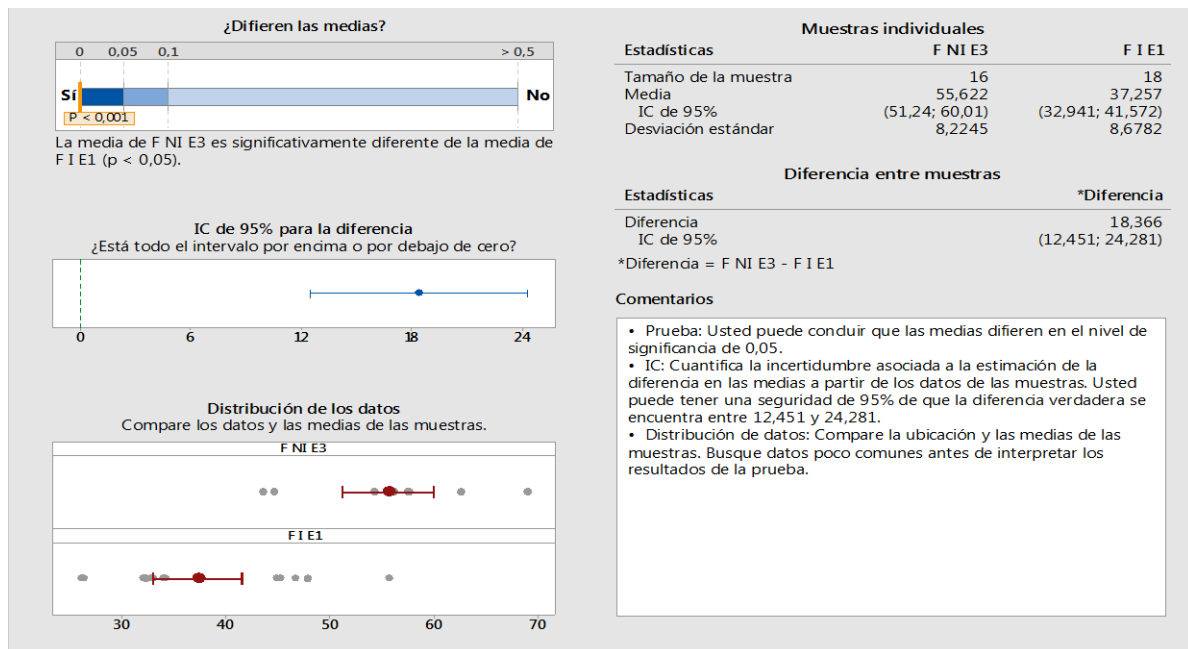 ¿Difieren las medias?
0 0,05 0,1 > 0,5
Sí No
P < 0,001
La media de F NI E3 es significativamente diferente de la media de
F I E1 (p < 0,05).
IC de 95% para la diferencia
¿Está todo el intervalo por encima o por debajo de cero?
0 6 12 18 24
Distribución de los datos
Compare los datos y las medias de las muestras.
F NI E3
F I E1
30 40 50 60 70
Muestras individuales
Estadísticas F NI E3 F I E1
Tamaño de la muestra 16 18
Media 55,622 37,257
IC de 95% (51,24; 60,01) (32,941; 41,572)
Desviación estándar 8,2245 8,6782
Diferencia entre muestras
Estadísticas *Diferencia
Diferencia 18,366
IC de 95% (12,451; 24,281)
*Diferencia = F NI E3 - F I E1
Comentarios
• Prueba: Usted puede concluir que las medias difieren en el nivel de
significancia de 0,05.
• IC: Cuantifica la incertidumbre asociada a la estimación de la
diferencia en las medias a partir de los datos de las muestras. Usted
puede tener una seguridad de 95% de que la diferencia verdadera se
encuentra entre 12,451 y 24,281.
• Distribución de datos: Compare la ubicación y las medias de las
muestras. Busque datos poco comunes antes de interpretar los
resultados de la prueba.